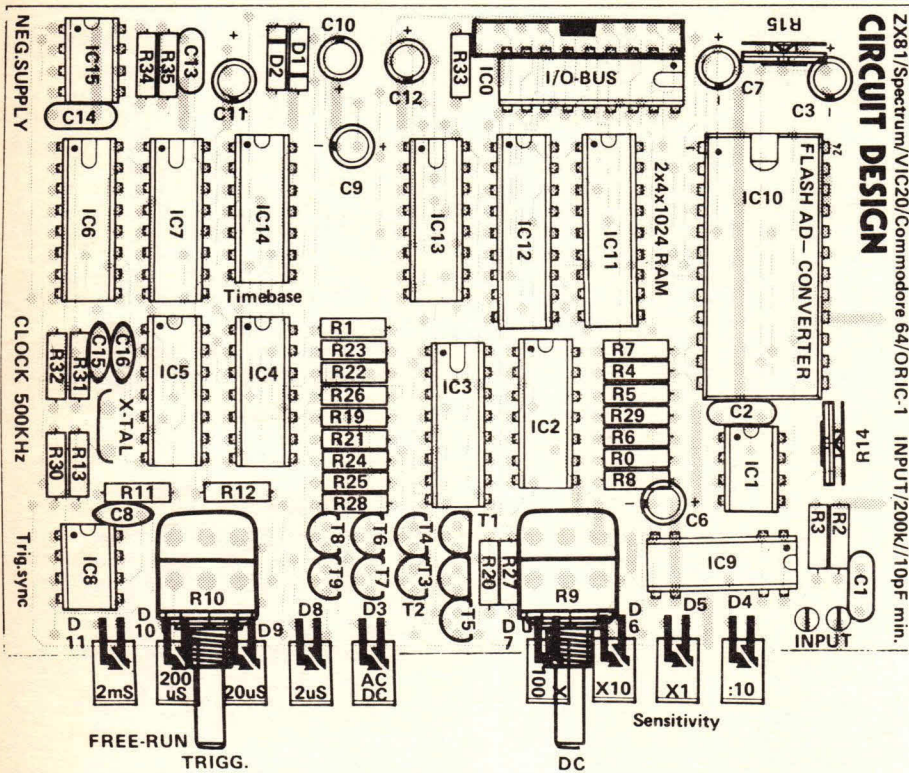 ZX81/Spectrum/VIC20/Commodore 64/ORIC-1 INPUT/200k//10pF min.
CIRCUIT DESIGN
NEG.SUPPLY
IC15
C14
R34
R35
C13
C11
D2
D1
C10
C12
C9
R33
IC0
I/O-BUS
C7
R15
C3
IC6
IC7
IC14
Timebase
IC13
IC12
IC11
2x4x1024 RAM
IC10
FLASH AD-CONVERTER
24
CLOCK 500KHz
R32
R31
C15
C16
X-TAL
IC5
IC4
R1
R23
R22
R26
R19
R21
R24
R25
R28
IC3
IC2
R7
R4
R5
R29
R6
R0
R8
C2
IC1
R14
R30
R13
R11
R12
C8
C6
T1
Trig.sync
IC8
R10
T8
T6
T4
T9
T7
T3
T2
T5
R20
R27
R9
IC9
R3
R2
C1
INPUT
D11
D10
D9
D8
D3
D7
D6
D5
D4
2mS
200uS
20uS
2uS
AC
DC
100
X
X10
X1
:10
Sensitivity
FREE-RUN
TRIGG.
DC